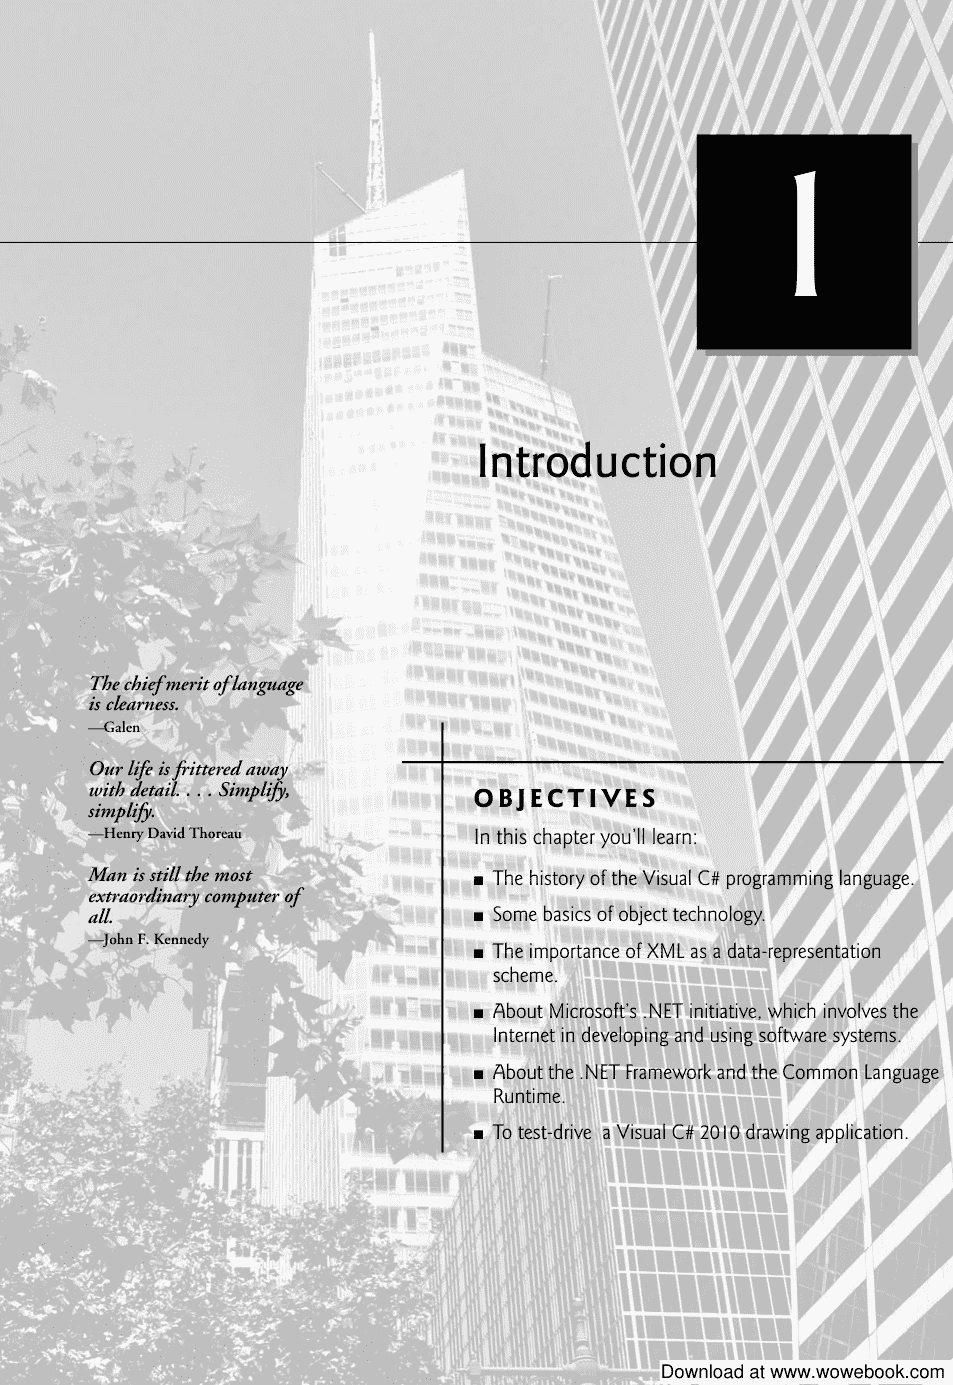 1
Introduction
The chief merit of language
is clearness.
—Galen
Our life is frittered away
with detail. . . . Simplify,
simplify.
—Henry David Thoreau
Man is still the most
extraordinary computer of
all.
—John F. Kennedy
OBJECTIVES
In this chapter you’ll learn:
■ The history of the Visual C# programming language.
■ Some basics of object technology.
■ The importance of XML as a data-representation
scheme.
■ About Microsoft’s .NET initiative, which involves the
Internet in developing and using software systems.
■ About the .NET Framework and the Common Language
Runtime.
■ To test-drive a Visual C# 2010 drawing application.
Download at www.wowebook.com